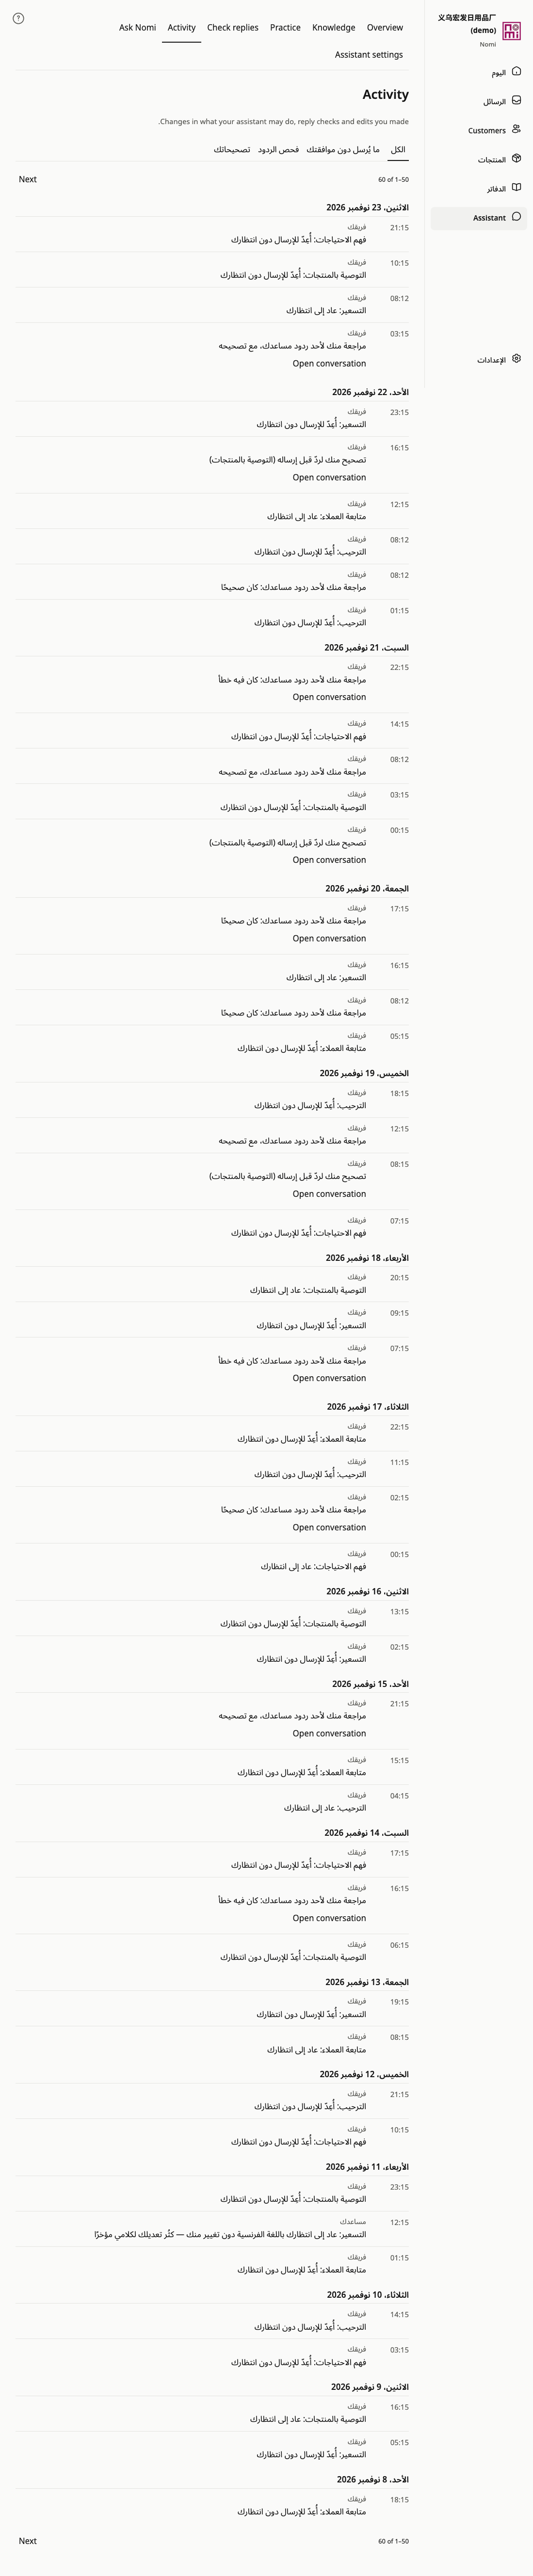 义乌宏发日用品厂
(demo)
Nomi
اليوم
الرسائل
Customers
المنتجات
الدفاتر
Assistant
الإعدادات
Overview
Knowledge
Practice
Check replies
Activity
Ask Nomi
Assistant settings
Activity
Changes in what your assistant may do, reply checks and edits you made.
الكل
ما يُرسل دون موافقتك
فحص الردود
تصحيحاتك
60 of 1–50
Next
الاثنين، 23 نوفمبر 2026
21:15
فريقك
فهم الاحتياجات: أُعِدّ للإرسال دون انتظارك
10:15
فريقك
التوصية بالمنتجات: أُعِدّ للإرسال دون انتظارك
08:12
فريقك
التسعير: عاد إلى انتظارك
03:15
فريقك
مراجعة منك لأحد ردود مساعدك، مع تصحيحه
Open conversation
الأحد، 22 نوفمبر 2026
23:15
فريقك
التسعير: أُعِدّ للإرسال دون انتظارك
16:15
فريقك
تصحيح منك لردّ قبل إرساله (التوصية بالمنتجات)
Open conversation
12:15
فريقك
متابعة العملاء: عاد إلى انتظارك
08:12
فريقك
الترحيب: أُعِدّ للإرسال دون انتظارك
08:12
فريقك
مراجعة منك لأحد ردود مساعدك: كان صحيحًا
01:15
فريقك
الترحيب: أُعِدّ للإرسال دون انتظارك
السبت، 21 نوفمبر 2026
22:15
فريقك
مراجعة منك لأحد ردود مساعدك: كان فيه خطأ
Open conversation
14:15
فريقك
فهم الاحتياجات: أُعِدّ للإرسال دون انتظارك
08:12
فريقك
مراجعة منك لأحد ردود مساعدك، مع تصحيحه
03:15
فريقك
التوصية بالمنتجات: أُعِدّ للإرسال دون انتظارك
00:15
فريقك
تصحيح منك لردّ قبل إرساله (التوصية بالمنتجات)
Open conversation
الجمعة، 20 نوفمبر 2026
17:15
فريقك
مراجعة منك لأحد ردود مساعدك: كان صحيحًا
Open conversation
16:15
فريقك
التسعير: عاد إلى انتظارك
08:12
فريقك
مراجعة منك لأحد ردود مساعدك: كان صحيحًا
05:15
فريقك
متابعة العملاء: أُعِدّ للإرسال دون انتظارك
الخميس، 19 نوفمبر 2026
18:15
فريقك
الترحيب: أُعِدّ للإرسال دون انتظارك
12:15
فريقك
مراجعة منك لأحد ردود مساعدك، مع تصحيحه
08:15
فريقك
تصحيح منك لردّ قبل إرساله (التوصية بالمنتجات)
Open conversation
07:15
فريقك
فهم الاحتياجات: أُعِدّ للإرسال دون انتظارك
الأربعاء، 18 نوفمبر 2026
20:15
فريقك
التوصية بالمنتجات: عاد إلى انتظارك
09:15
فريقك
التسعير: أُعِدّ للإرسال دون انتظارك
07:15
فريقك
مراجعة منك لأحد ردود مساعدك: كان فيه خطأ
Open conversation
الثلاثاء، 17 نوفمبر 2026
22:15
فريقك
متابعة العملاء: أُعِدّ للإرسال دون انتظارك
11:15
فريقك
الترحيب: أُعِدّ للإرسال دون انتظارك
02:15
فريقك
مراجعة منك لأحد ردود مساعدك: كان صحيحًا
Open conversation
00:15
فريقك
فهم الاحتياجات: عاد إلى انتظارك
الاثنين، 16 نوفمبر 2026
13:15
فريقك
التوصية بالمنتجات: أُعِدّ للإرسال دون انتظارك
02:15
فريقك
التسعير: أُعِدّ للإرسال دون انتظارك
الأحد، 15 نوفمبر 2026
21:15
فريقك
مراجعة منك لأحد ردود مساعدك، مع تصحيحه
Open conversation
15:15
فريقك
متابعة العملاء: أُعِدّ للإرسال دون انتظارك
04:15
فريقك
الترحيب: عاد إلى انتظارك
السبت، 14 نوفمبر 2026
17:15
فريقك
فهم الاحتياجات: أُعِدّ للإرسال دون انتظارك
16:15
فريقك
مراجعة منك لأحد ردود مساعدك: كان فيه خطأ
Open conversation
06:15
فريقك
التوصية بالمنتجات: أُعِدّ للإرسال دون انتظارك
الجمعة، 13 نوفمبر 2026
19:15
فريقك
التسعير: أُعِدّ للإرسال دون انتظارك
08:15
فريقك
متابعة العملاء: عاد إلى انتظارك
الخميس، 12 نوفمبر 2026
21:15
فريقك
الترحيب: أُعِدّ للإرسال دون انتظارك
10:15
فريقك
فهم الاحتياجات: أُعِدّ للإرسال دون انتظارك
الأربعاء، 11 نوفمبر 2026
23:15
فريقك
التوصية بالمنتجات: أُعِدّ للإرسال دون انتظارك
12:15
مساعدك
التسعير: عاد إلى انتظارك باللغة الفرنسية دون تغيير منك — كثُر تعديلك لكلامي مؤخرًا
01:15
فريقك
متابعة العملاء: أُعِدّ للإرسال دون انتظارك
الثلاثاء، 10 نوفمبر 2026
14:15
فريقك
الترحيب: أُعِدّ للإرسال دون انتظارك
03:15
فريقك
فهم الاحتياجات: أُعِدّ للإرسال دون انتظارك
الاثنين، 9 نوفمبر 2026
16:15
فريقك
التوصية بالمنتجات: عاد إلى انتظارك
05:15
فريقك
التسعير: أُعِدّ للإرسال دون انتظارك
الأحد، 8 نوفمبر 2026
18:15
فريقك
متابعة العملاء: أُعِدّ للإرسال دون انتظارك
60 of 1–50
Next